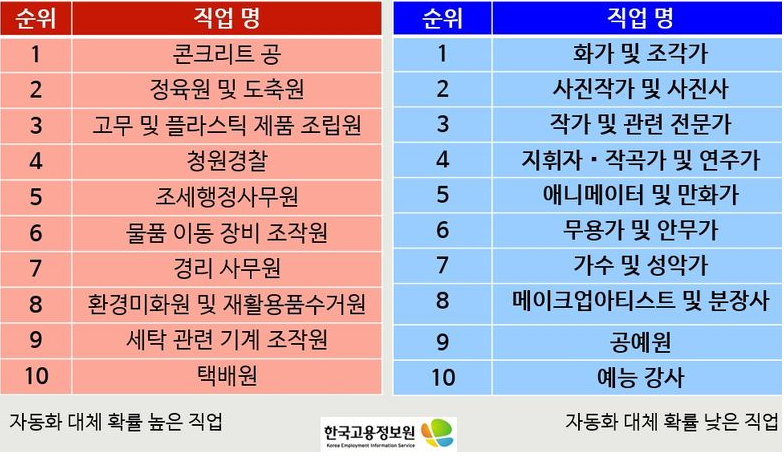 순위 직업 명
1 콘크리트 공
2 정육원 및 도축원
3 고무 및 플라스틱 제품 조립원
4 청원경찰
5 조세행정사무원
6 물품 이동 장비 조작원
7 경리 사무원
8 환경미화원 및 재활용품수거원
9 세탁 관련 기계 조작원
10 택배원
자동화 대체 확률 높은 직업
순위 직업 명
1 화가 및 조각가
2 사진작가 및 사진사
3 작가 및 관련 전문가
4 지휘자・작곡가 및 연주가
5 애니메이터 및 만화가
6 무용가 및 안무가
7 가수 및 성악가
8 메이크업아티스트 및 분장사
9 공예원
10 예능 강사
자동화 대체 확률 낮은 직업
한국고용정보원
Korea Employment Information Service